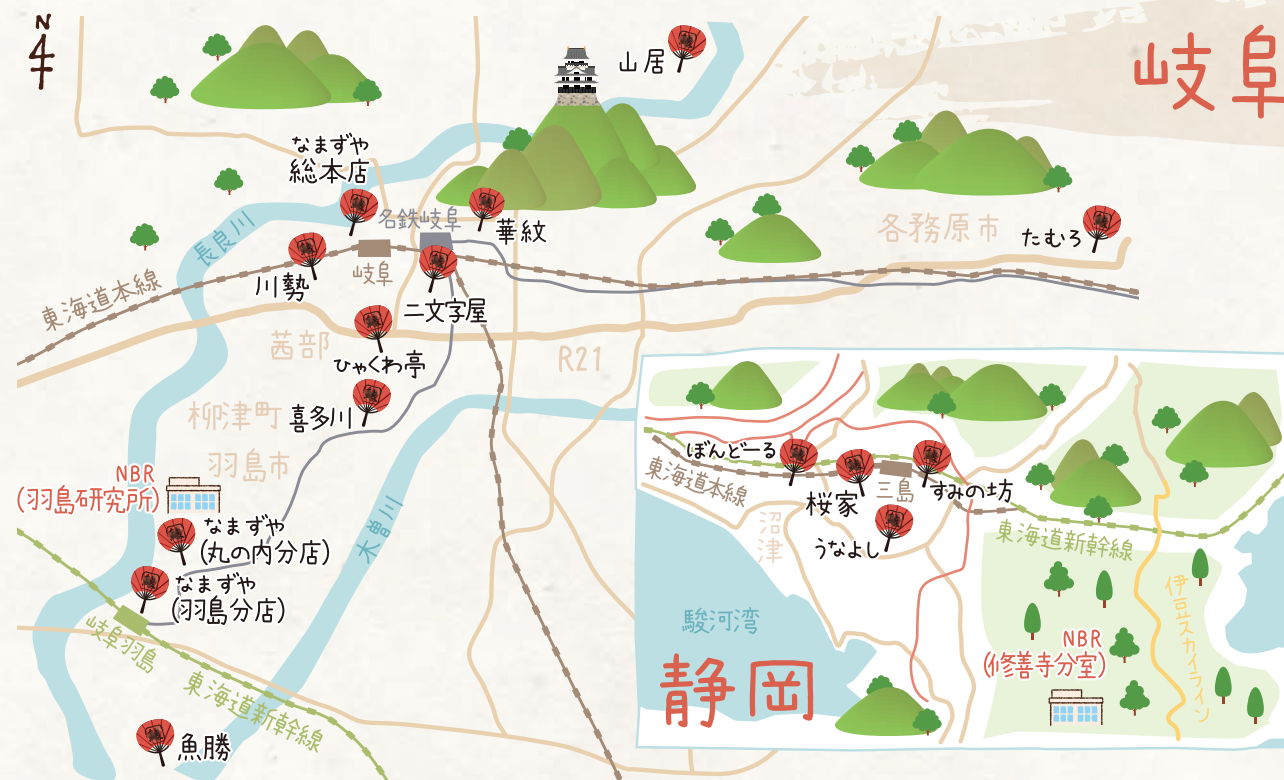 N
岐阜
山居
なまずや
総本店
名鉄岐阜
華紋
長良川
各務原市
たむろ
川勢
岐阜
東海道本線
二文字屋
茜部
ひゃくわ亭
R21
柳津町
喜多川
羽島市
NBR
(羽島研究所)
なまずや
(丸の内分店)
木曽川
なまずや
(羽島分店)
岐阜羽島
東海道新幹線
魚勝
ぼんどーる
東海道本線
桜家
三島
すみの坊
沼津
うなよし
東海道新幹線
駿河湾
静岡
伊豆スカイライン
NBR
(修善寺分室)